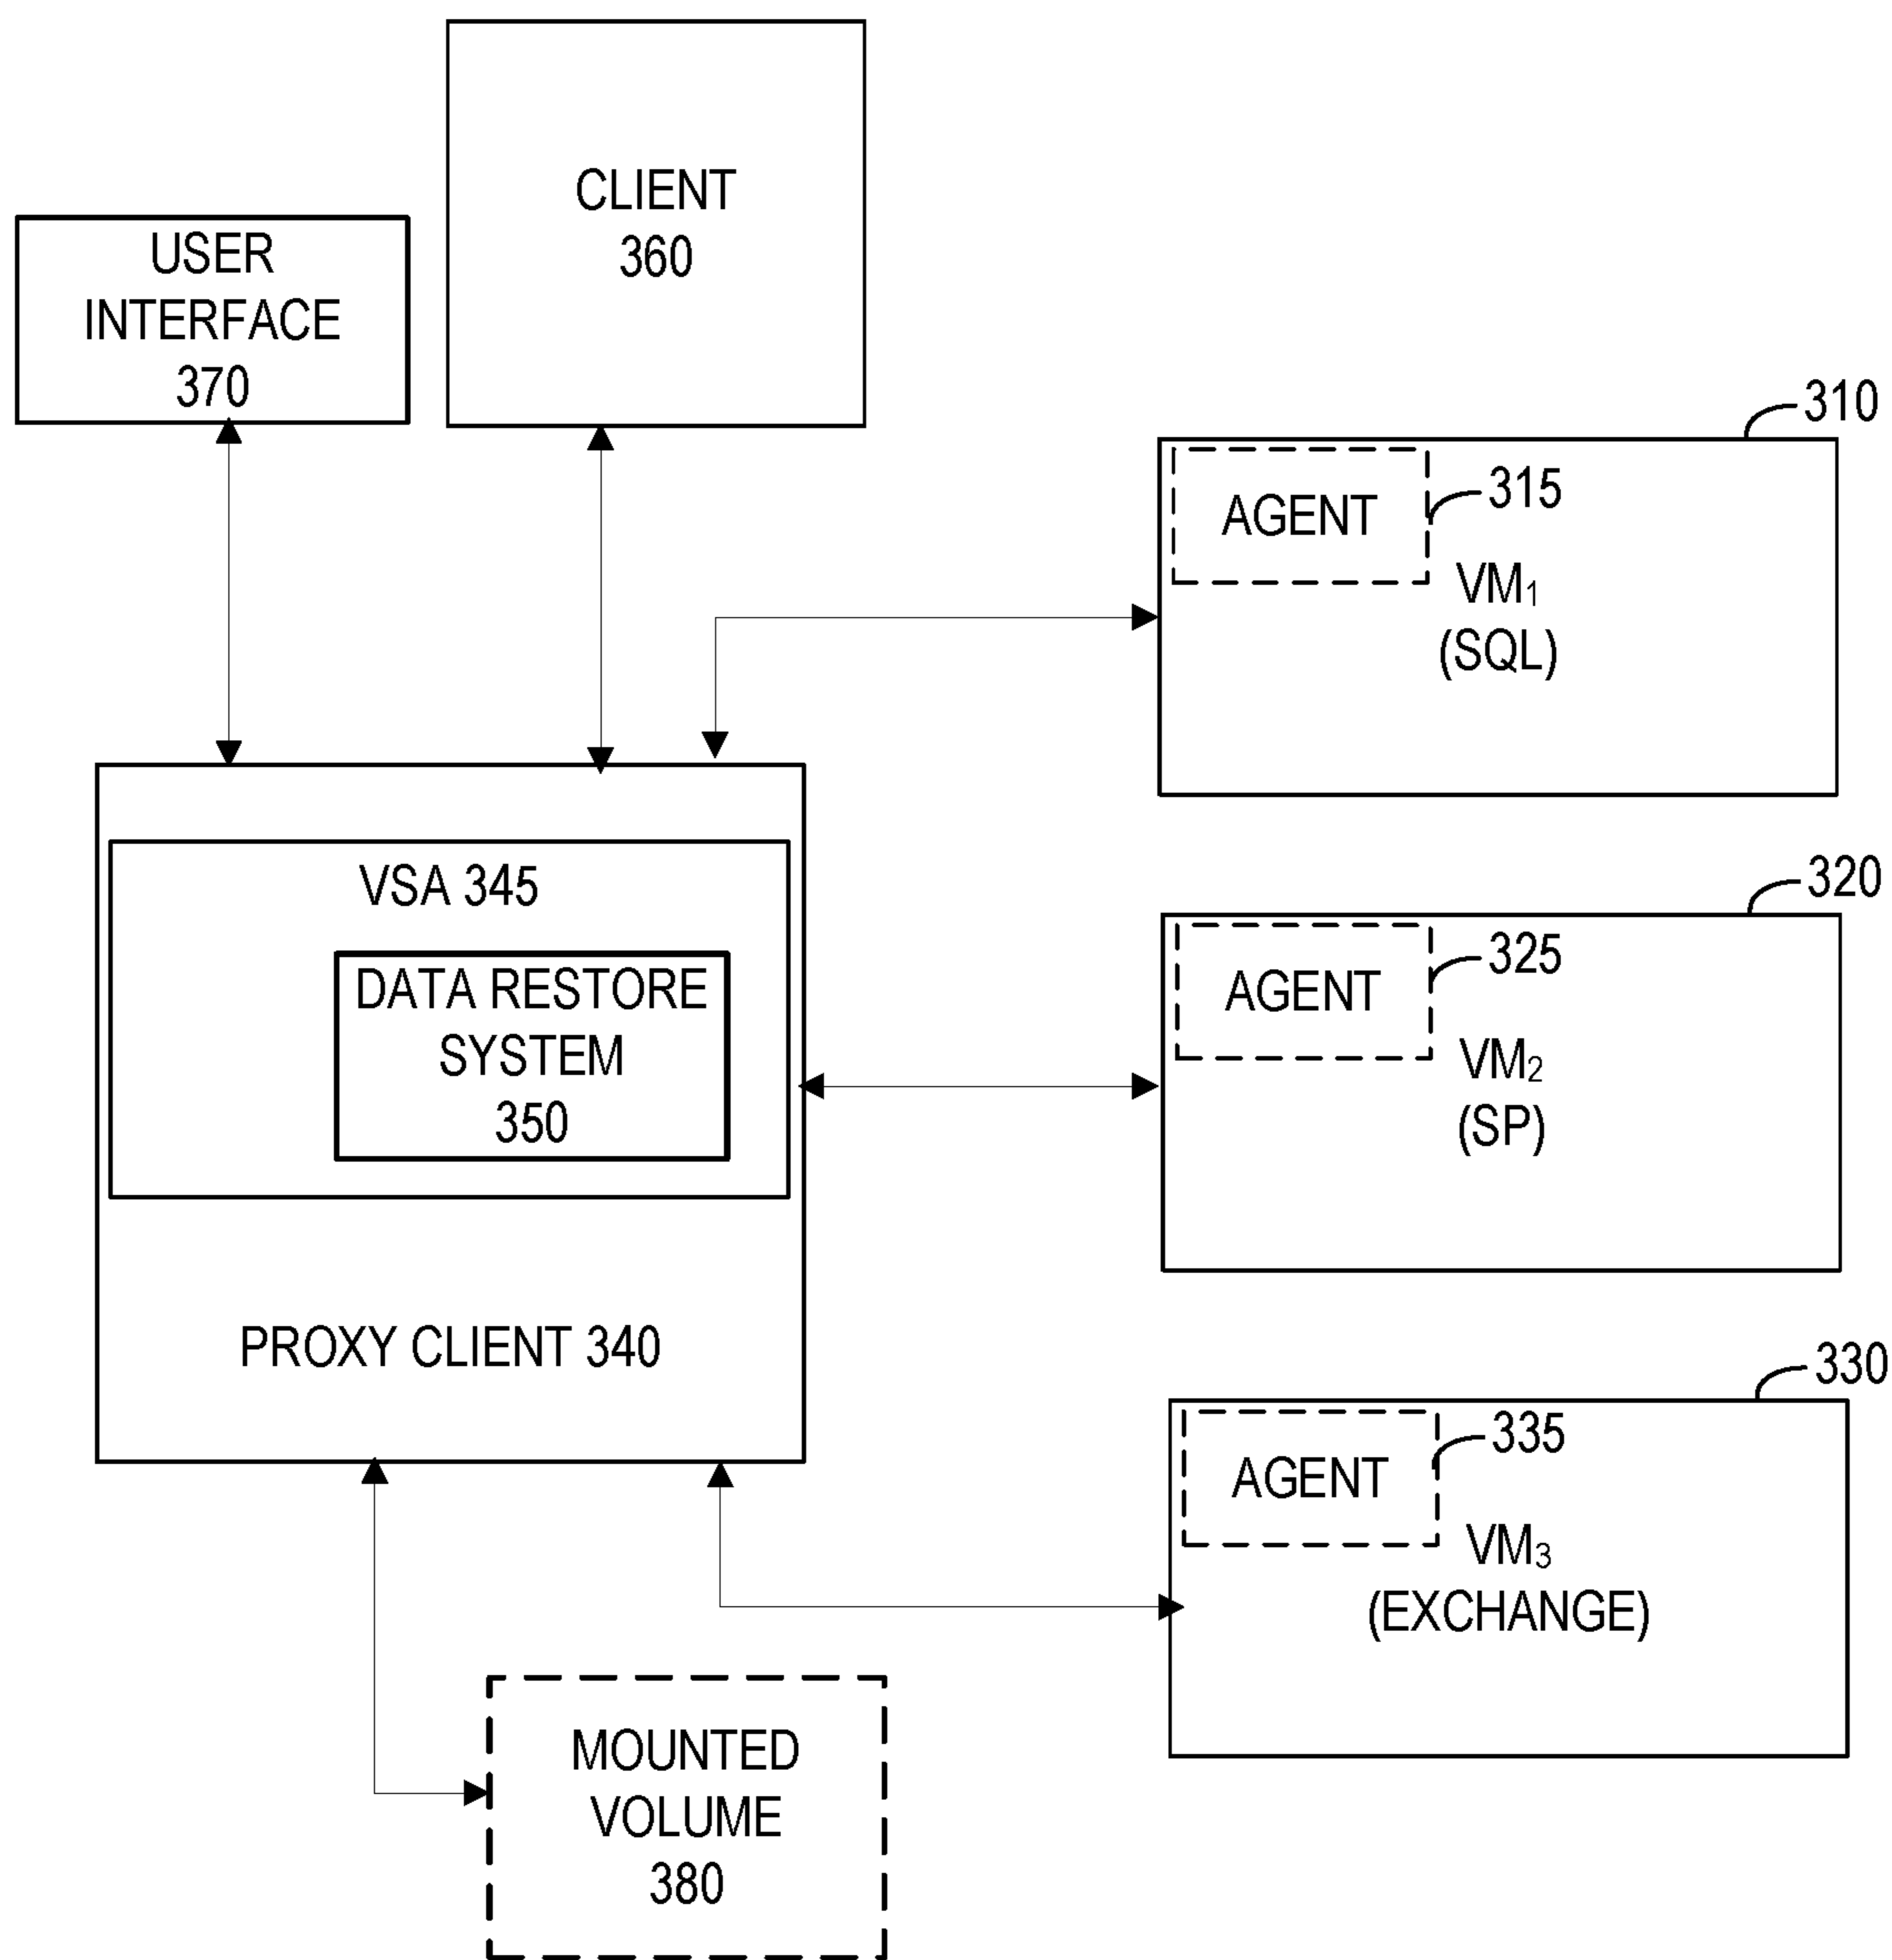 CLIENT
360
USER
INTERFACE
370
310
AGENT
315
VM₁
(SQL)
VSA 345
DATA RESTORE
SYSTEM
350
PROXY CLIENT 340
320
AGENT
325
VM₂
(SP)
330
AGENT
335
VM₃
(EXCHANGE)
MOUNTED
VOLUME
380